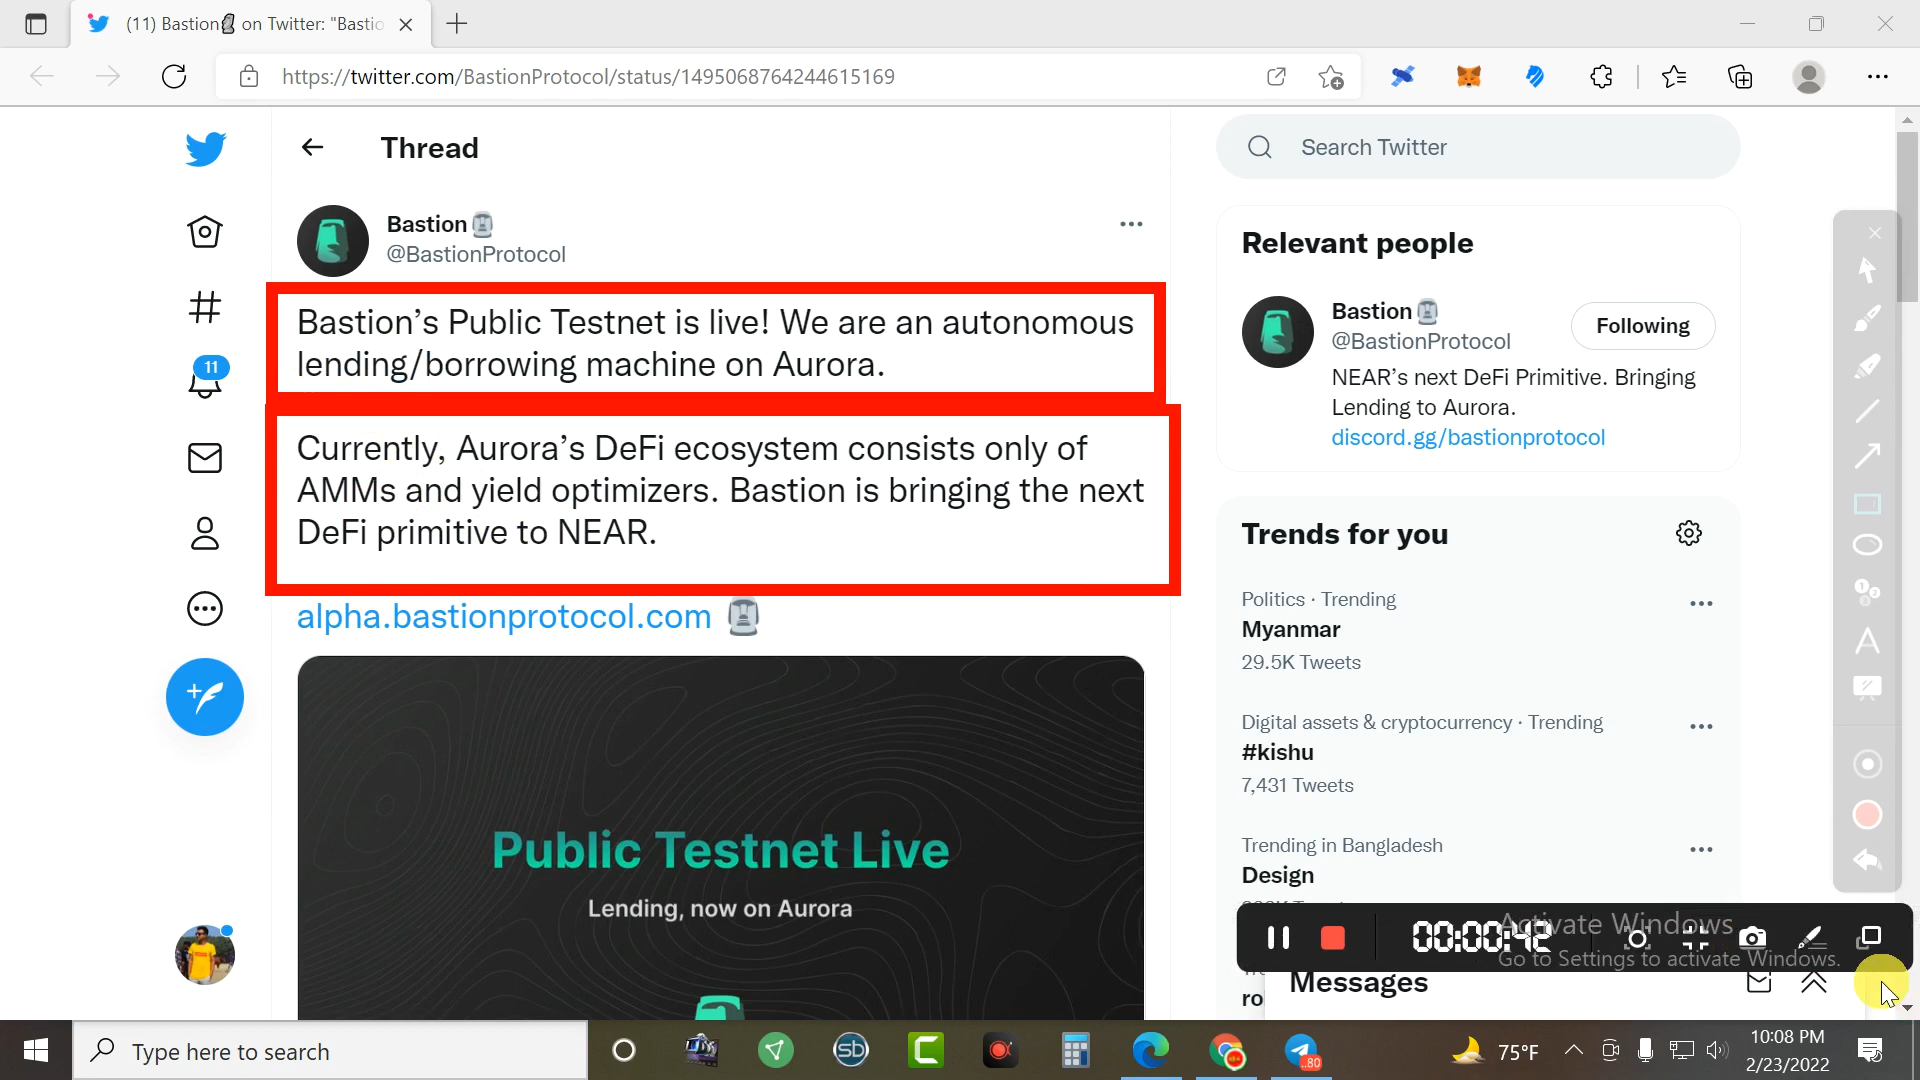 (11) Bastion🗿 on Twitter: "Bastio
https://twitter.com/BastionProtocol/status/1495068764244615169
Thread
Search Twitter
Bastion🗿
@BastionProtocol
Bastion's Public Testnet is live! We are an autonomous
lending/borrowing machine on Aurora.
Currently, Aurora's DeFi ecosystem consists only of
AMMs and yield optimizers. Bastion is bringing the next
DeFi primitive to NEAR.
alpha.bastionprotocol.com 🗿
Public Testnet Live
Lending, now on Aurora
11
Relevant people
Bastion🗿
@BastionProtocol
Following
NEAR's next DeFi Primitive. Bringing
Lending to Aurora.
discord.gg/bastionprotocol
Trends for you
Politics · Trending
Myanmar
29.5K Tweets
Digital assets & cryptocurrency · Trending
#kishu
7,431 Tweets
Trending in Bangladesh
Design
00:00:42
Activate Windows
Go to Settings to activate Windows.
ro
Messages
Type here to search
sb
80
75°F
10:08 PM
2/23/2022